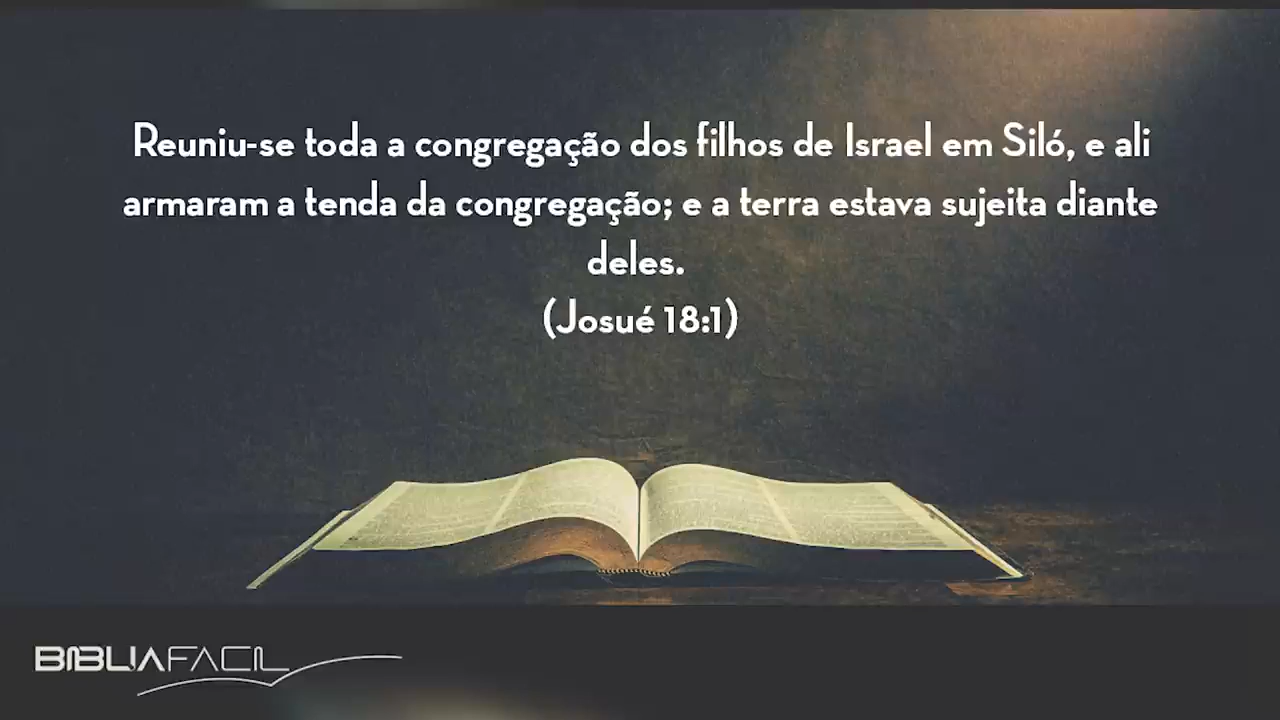 Reuniu-se toda a congregação dos filhos de Israel em Siló, e ali
armaram a tenda da congregação; e a terra estava sujeita diante
deles.
(Josué 18:1)
BIBLIAFACIL